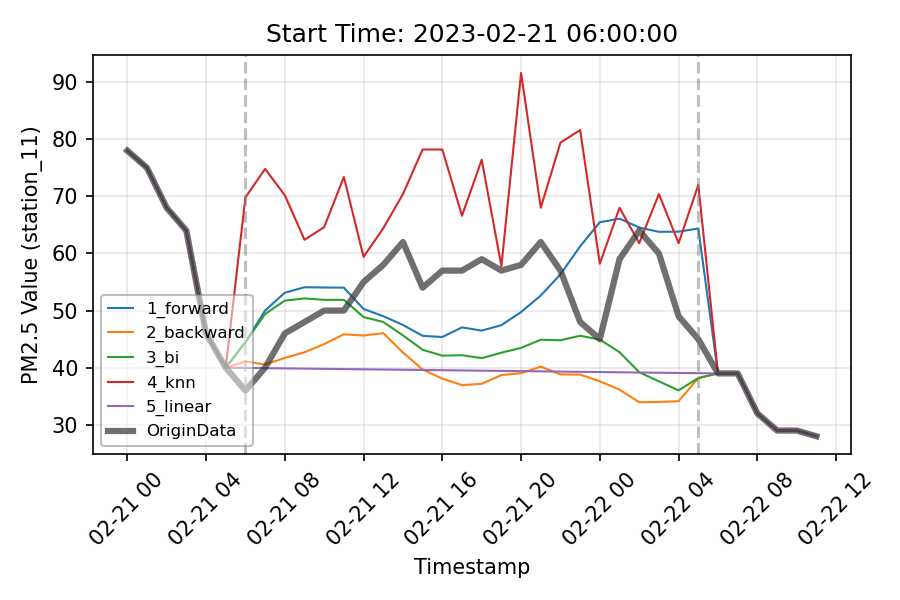 Start Time: 2023-02-21 06:00:00
PM2.5 Value (station_11)
90
80
70
60
50
40
30
1_forward
2_backward
3_bi
4_knn
5_linear
OriginData
02-21 00
02-21 04
02-21 08
02-21 12
02-21 16
02-21 20
02-22 00
02-22 04
02-22 08
02-22 12
Timestamp